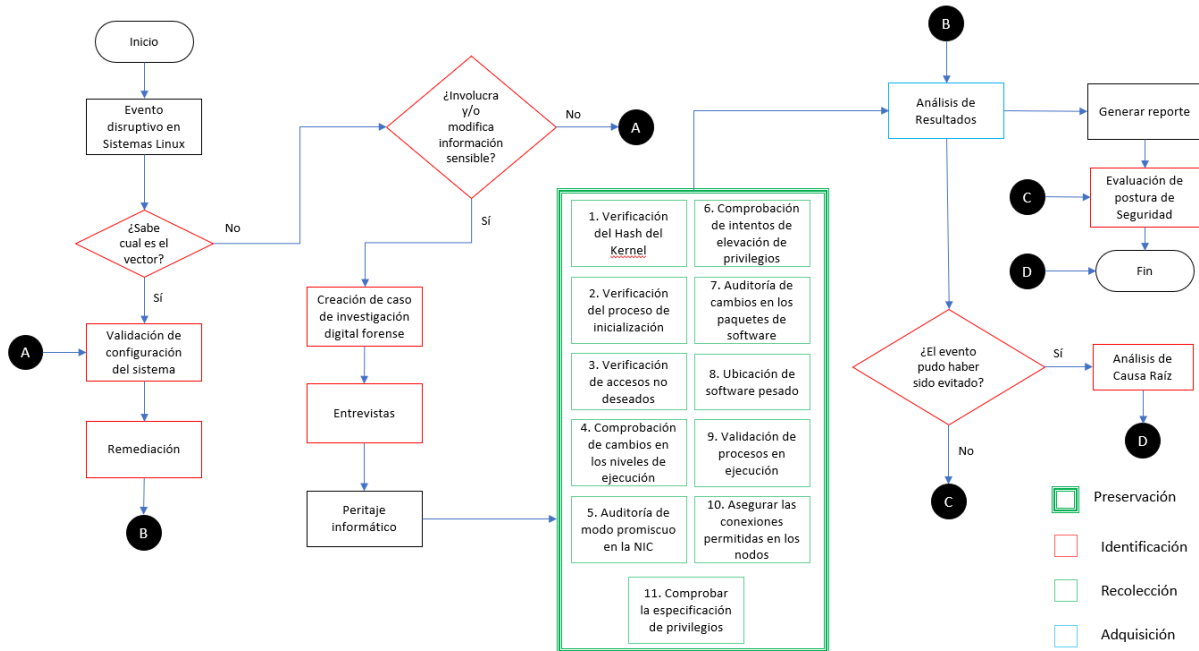 Inicio
Evento
disruptivo en
Sistemas Linux
¿Sabe
cual es el
vector?
No
Sí
A
Validación de
configuración
del sistema
Remediación
B
¿Involucra
y/o
modifica
información
sensible?
No
A
Sí
Creación de caso
de investigación
digital forense
Entrevistas
Peritaje
informático
1. Verificación
del Hash del
Kernel
2. Verificación
del proceso de
inicialización
3. Verificación
de accesos no
deseados
4. Comprobación
de cambios en
los niveles de
ejecución
5. Auditoría de
modo promiscuo
en la NIC
6. Comprobación
de intentos de
elevación de
privilegios
7. Auditoría de
cambios en los
paquetes de
software
8. Ubicación de
software pesado
9. Validación de
procesos en
ejecución
10. Asegurar las
conexiones
permitidas en los
nodos
11. Comprobar
la especificación
de privilegios
B
Análisis de
Resultados
Generar reporte
C
Evaluación de
postura de
Seguridad
D
Fin
¿El evento
pudo haber
sido evitado?
Sí
Análisis de
Causa Raíz
D
No
C
Preservación
Identificación
Recolección
Adquisición